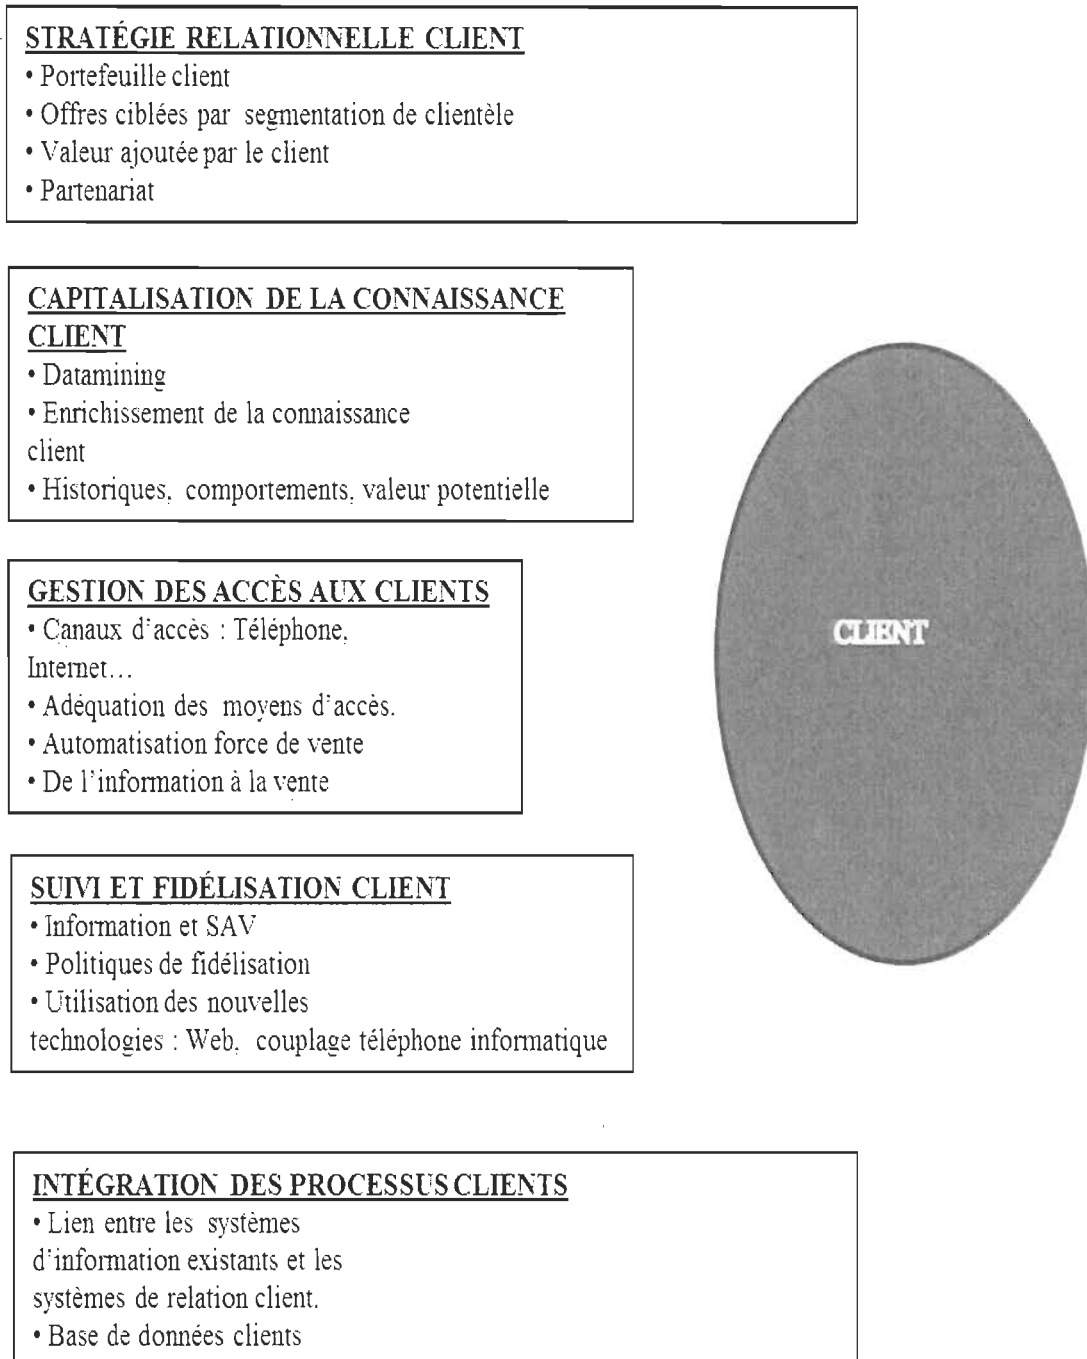 STRATÉGIE RELATIONNELLE CLIENT
• Portefeuille client
• Offres ciblées par segmentation de clientèle
• Valeur ajoutée par le client
• Partenariat
CAPITALISATION DE LA CONNAISSANCE
CLIENT
• Datamining
• Enrichissement de la connaissance
client
• Historiques, comportements, valeur potentielle
GESTION DES ACCÈS AUX CLIENTS
• Canaux d'accès : Téléphone,
Internet…
• Adéquation des moyens d'accès.
• Automatisation force de vente
• De l'information à la vente
CLIENT
SUIVI ET FIDÉLISATION CLIENT
• Information et SAV
• Politiques de fidélisation
• Utilisation des nouvelles
technologies : Web, couplage téléphone informatique
INTÉGRATION DES PROCESSUS CLIENTS
• Lien entre les systèmes
d'information existants et les
systèmes de relation client.
• Base de données clients